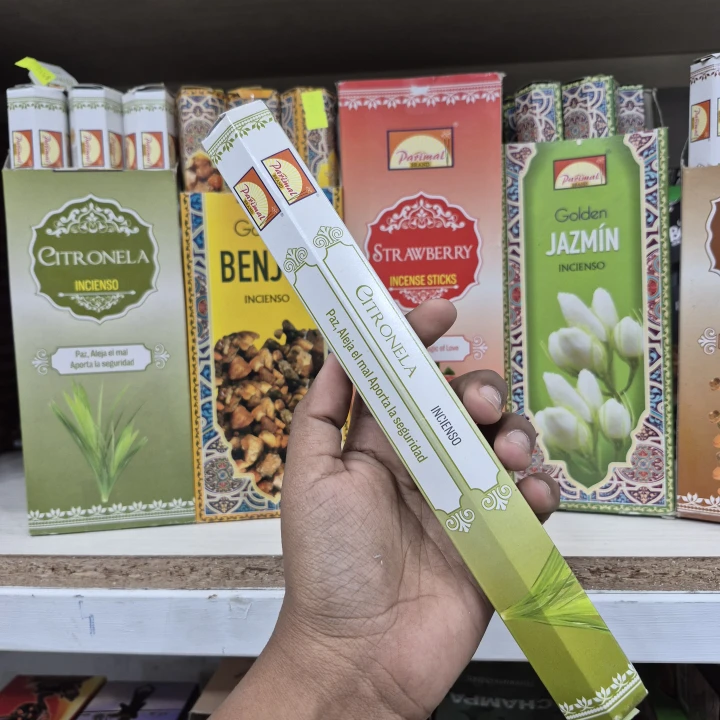 CITRONELA
INCIENSO
Paz, Aleja el mal
Aporta la seguridad
BENJ
INCIENSO
Parimal
STRAWBERRY
INCENSE STICKS
Parimal
Golden
JAZMÍN
INCIENSO
Parimal
Parimal
CITRONELA
INCIENSO
Paz, Aleja el mal Aporta la seguridad
CHAMPA